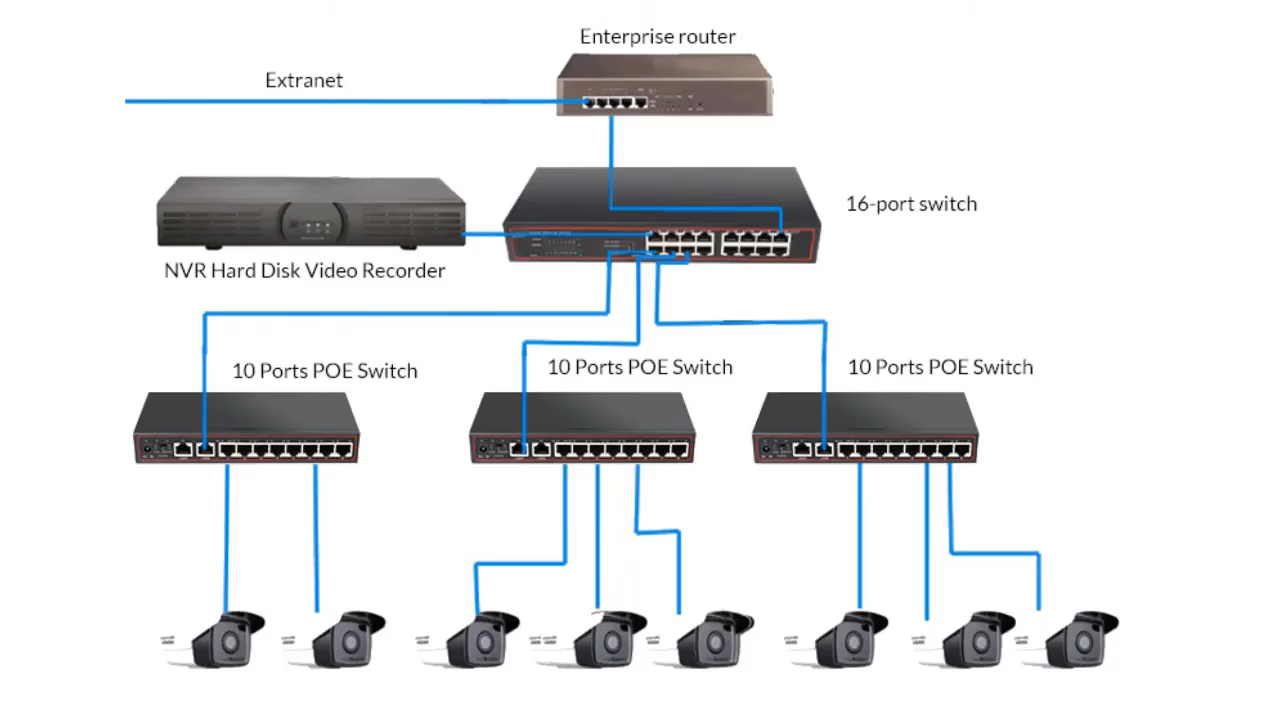 Enterprise router
Extranet
16-port switch
NVR Hard Disk Video Recorder
10 Ports POE Switch
10 Ports POE Switch
10 Ports POE Switch